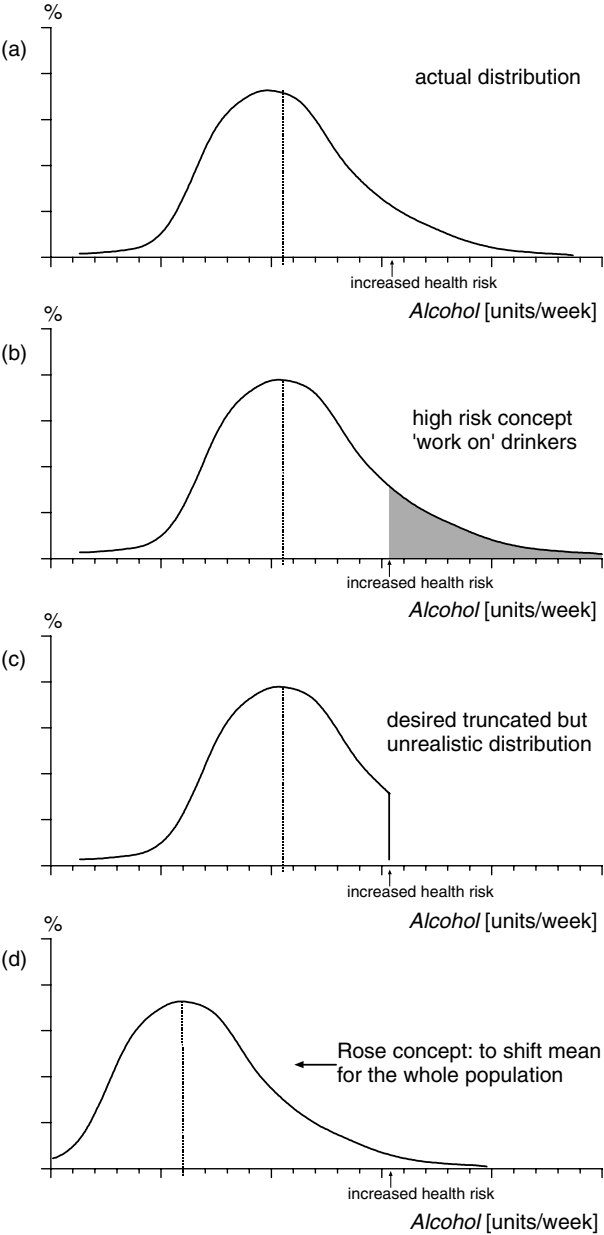 %
(a)
actual distribution
increased health risk
Alcohol [units/week]
%
(b)
high risk concept
'work on' drinkers
increased health risk
Alcohol [units/week]
%
(c)
desired truncated but
unrealistic distribution
increased health risk
Alcohol [units/week]
%
(d)
Rose concept: to shift mean
for the whole population
increased health risk
Alcohol [units/week]